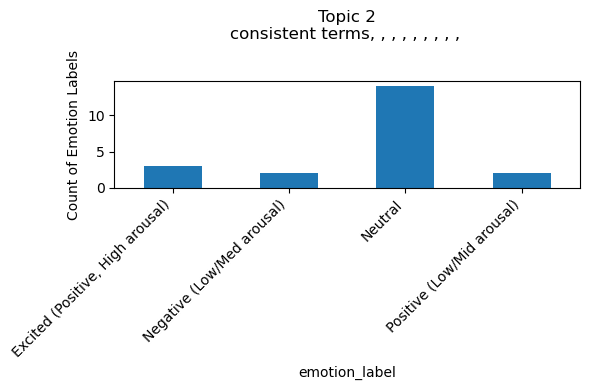 Topic 2
consistent terms, , , , , , , , ,
Count of Emotion Labels
10
5
0
Excited (Positive, High arousal)
Negative (Low/Med arousal)
Neutral
Positive (Low/Mid arousal)
emotion_label